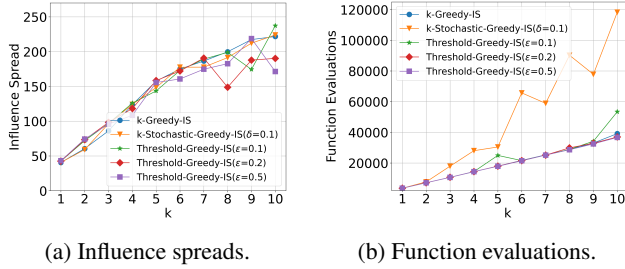 250
200
150
100
50
0
Influence Spread
k-Greedy-IS
k-Stochastic-Greedy-IS(δ=0.1)
Threshold-Greedy-IS(ε=0.1)
Threshold-Greedy-IS(ε=0.2)
Threshold-Greedy-IS(ε=0.5)
1 2 3 4 5 6 7 8 9 10
k
(a) Influence spreads.
120000
100000
80000
60000
40000
20000
Function Evaluations
k-Greedy-IS
k-Stochastic-Greedy-IS(δ=0.1)
Threshold-Greedy-IS(ε=0.1)
Threshold-Greedy-IS(ε=0.2)
Threshold-Greedy-IS(ε=0.5)
1 2 3 4 5 6 7 8 9 10
k
(b) Function evaluations.